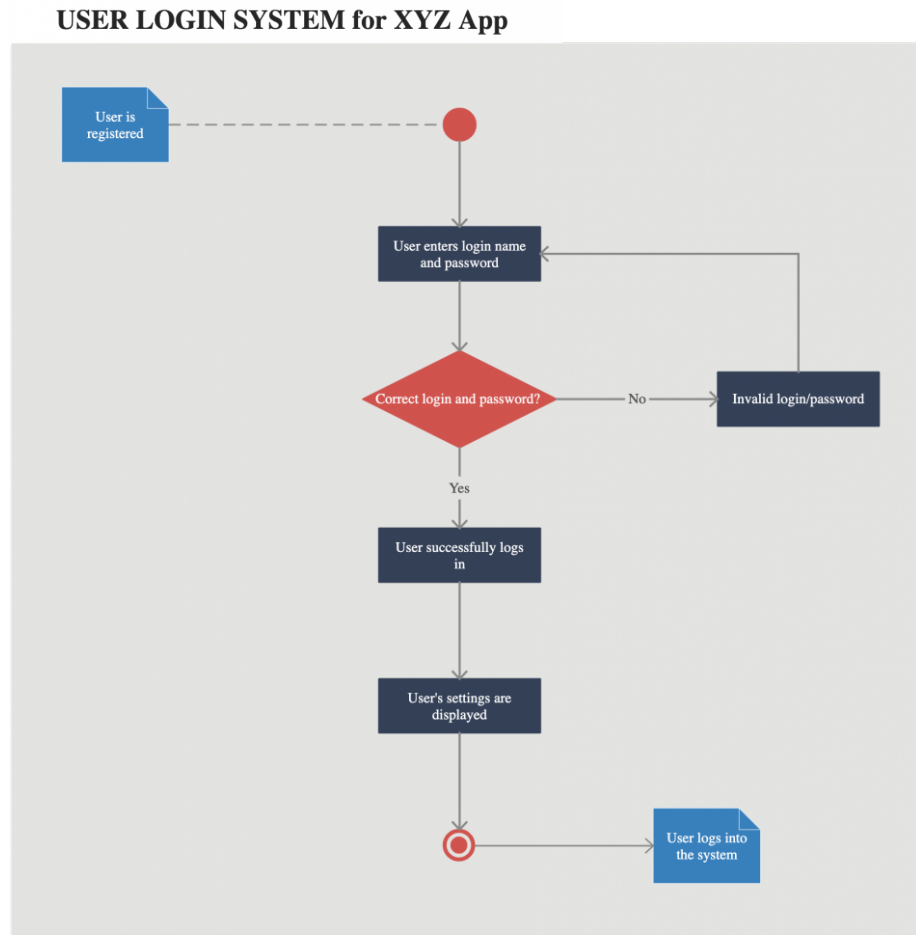 USER LOGIN SYSTEM for XYZ App
User is
registered
User enters login name
and password
Correct login and password?
No
Invalid login/password
Yes
User successfully logs
in
User's settings are
displayed
User logs into
the system